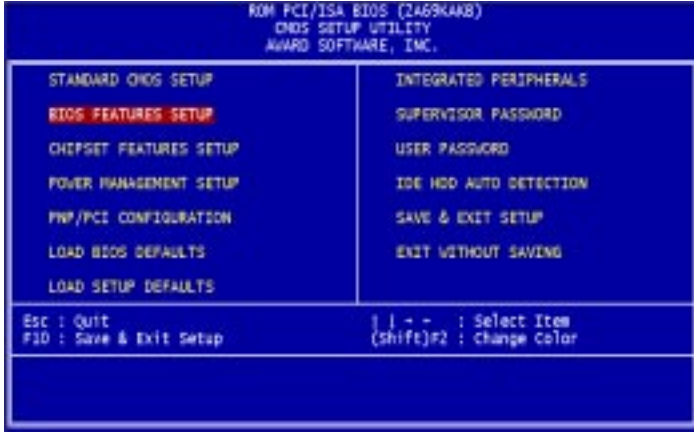 ROM PCI/ISA BIOS (2A69KAKB)
CMOS SETUP UTILITY
AWARD SOFTWARE, INC.
STANDARD CMOS SETUP
BIOS FEATURES SETUP
CHIPSET FEATURES SETUP
POWER MANAGEMENT SETUP
PNP/PCI CONFIGURATION
LOAD BIOS DEFAULTS
LOAD SETUP DEFAULTS
INTEGRATED PERIPHERALS
SUPERVISOR PASSWORD
USER PASSWORD
IDE HDD AUTO DETECTION
SAVE & EXIT SETUP
EXIT WITHOUT SAVING
Esc : Quit
F10 : Save & Exit Setup
: Select Item
(Shift)F2 : Change Color